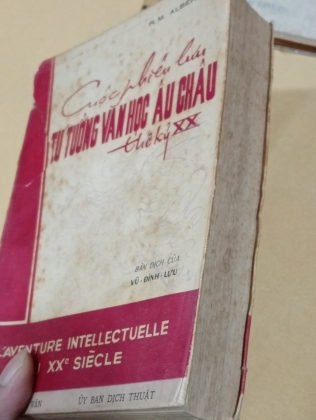 R.M. ALBÉR
Cuộc phiêu lưu
TƯ TƯỞNG VĂN HỌC ÂU CHÂU
thế kỷ XX
BẢN DỊCH CỦA
VŨ-ĐÌNH-LƯU
L'AVENTURE INTELLECTUELLE
XXe SIÈCLE
ỦY BAN DỊCH THUẬT